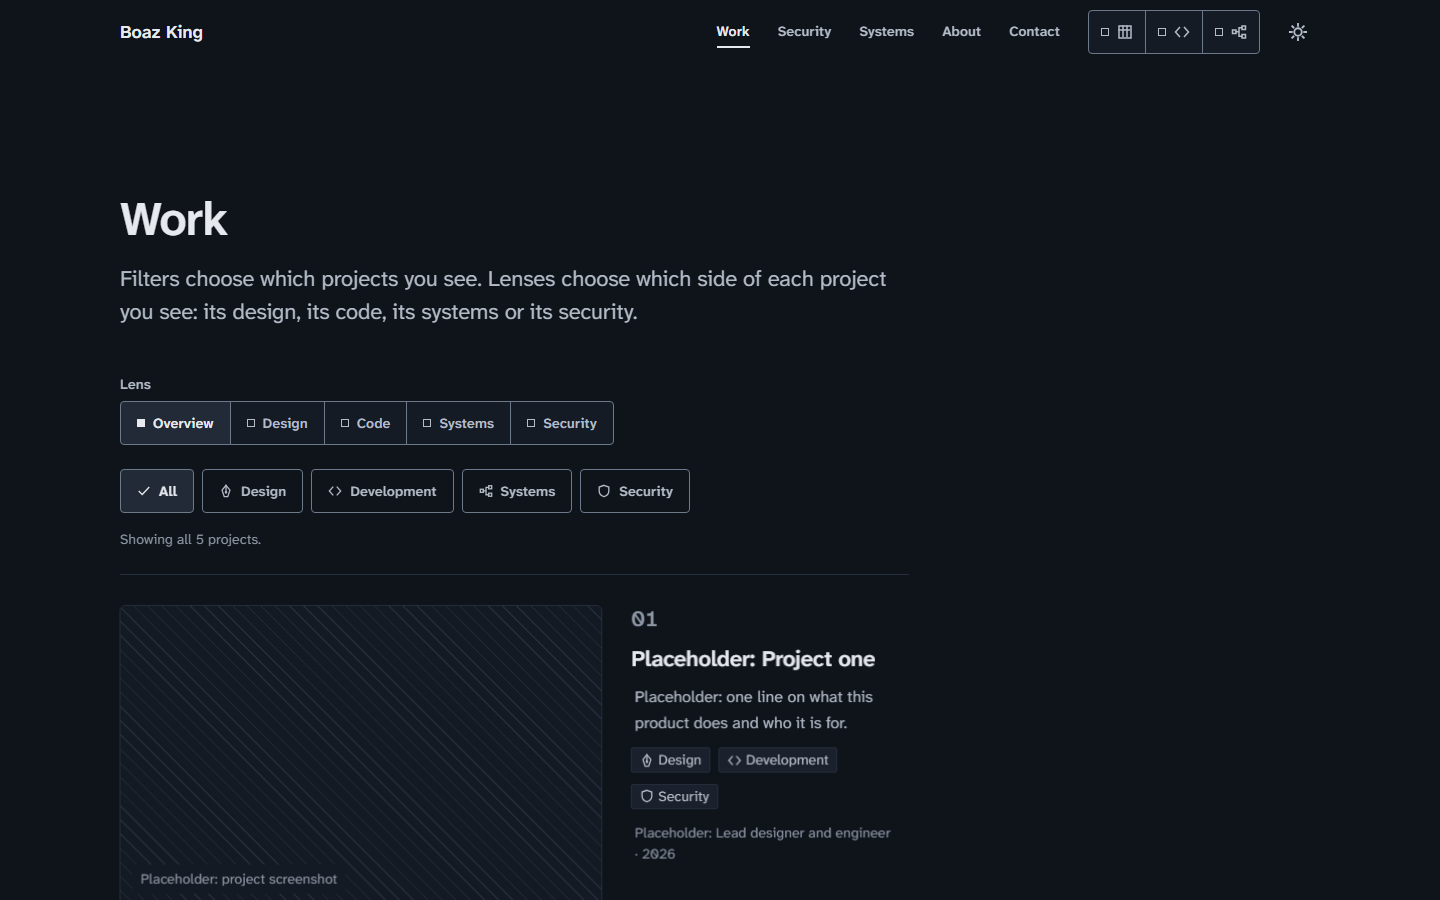 Boaz King
Work
Security
Systems
About
Contact
Work
Filters choose which projects you see. Lenses choose which side of each project
you see: its design, its code, its systems or its security.
Lens
Overview
Design
Code
Systems
Security
All
Design
Development
Systems
Security
Showing all 5 projects.
01
Placeholder: Project one
Placeholder: one line on what this
product does and who it is for.
Design
Development
Security
Placeholder: Lead designer and engineer
· 2026
Placeholder: project screenshot